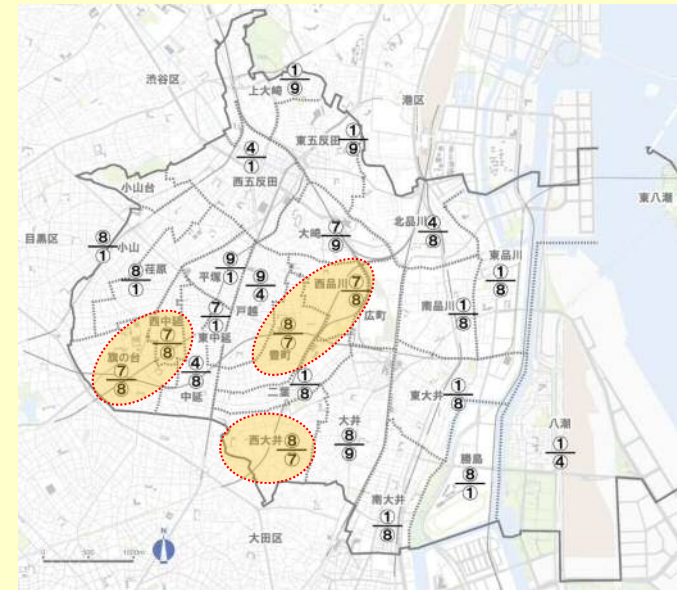 渋谷区
①
⑨
上大崎
港区
①
⑨
東五反田
④
①
西五反田
小山台
東八潮
目黒区
⑧
①
小山
大崎
⑦
⑨
北品川
④
⑧
⑧
①
荏原
平塚
⑨
①
⑨
④
戸越
西品川
⑦
⑧
東品川
①
⑧
広町
南品川
①
⑧
西中延
⑦
⑧
⑦
①
東中延
⑧
⑦
豊町
旗の台
⑦
⑧
④
⑧
中延
二葉
①
⑧
東大井
①
⑧
西大井
⑧
⑦
大井
⑧
⑨
八潮
①
④
勝島
⑧
①
南大井
①
⑧
大田区
N
0 500 1000m